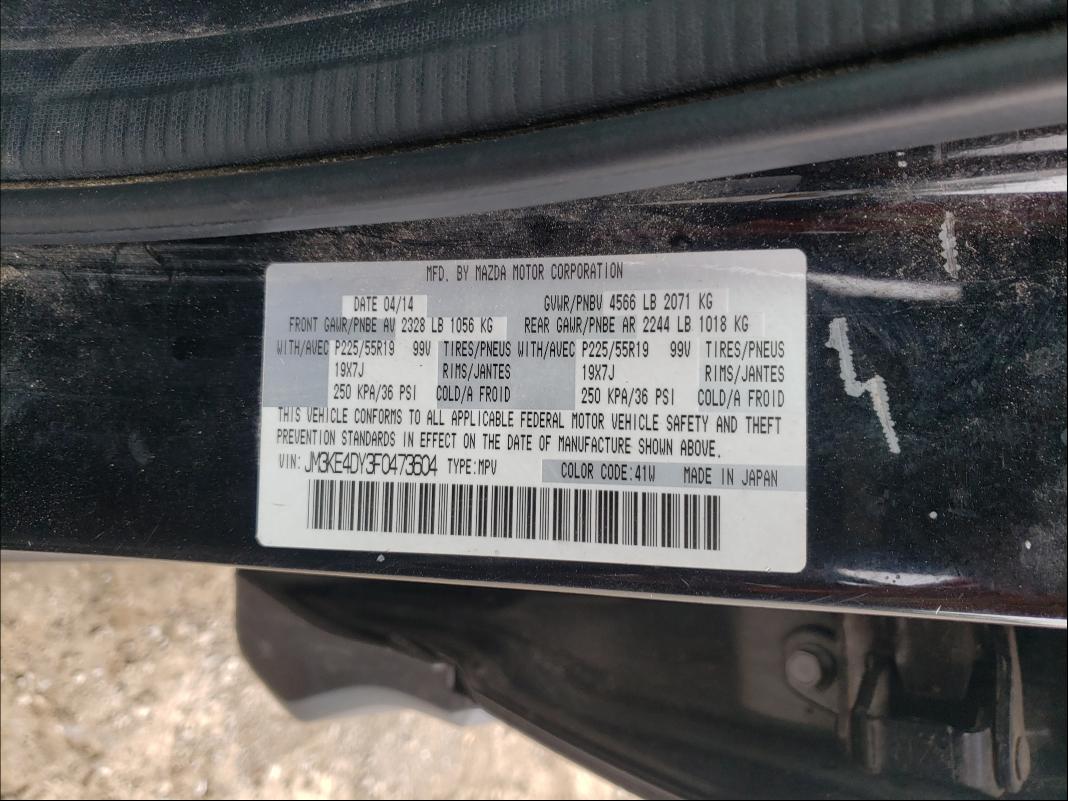 MFD. BY MAZDA MOTOR CORPORATION
DATE 04/14 GVWR/PNBV 4566 LB 2071 KG
FRONT GAWR/PNBE AV 2328 LB 1056 KG REAR GAWR/PNBE AR 2244 LB 1018 KG
WITH/AVEC P225/55R19 99V TIRES/PNEUS WITH/AVEC P225/55R19 99V TIRES/PNEUS
19X7J RIMS/JANTES 19X7J RIMS/JANTES
250 KPA/36 PSI COLD/A FROID 250 KPA/36 PSI COLD/A FROID
THIS VEHICLE CONFORMS TO ALL APPLICABLE FEDERAL MOTOR VEHICLE SAFETY AND THEFT
PREVENTION STANDARDS IN EFFECT ON THE DATE OF MANUFACTURE SHOWN ABOVE.
VIN: JM3KE4DY3F0473604 TYPE:MPV COLOR CODE:41W MADE IN JAPAN